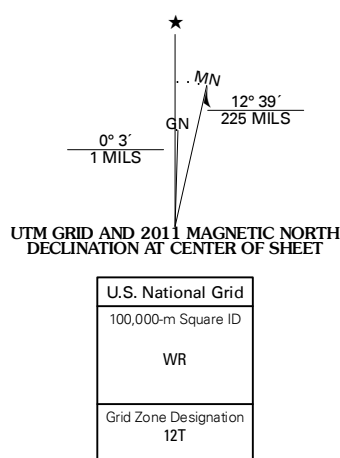 ★
MN
12° 39´
225 MILS
GN
0° 3´
1 MILS
UTM GRID AND 2011 MAGNETIC NORTH
DECLINATION AT CENTER OF SHEET
U.S. National Grid
100,000-m Square ID
WR
Grid Zone Designation
12T